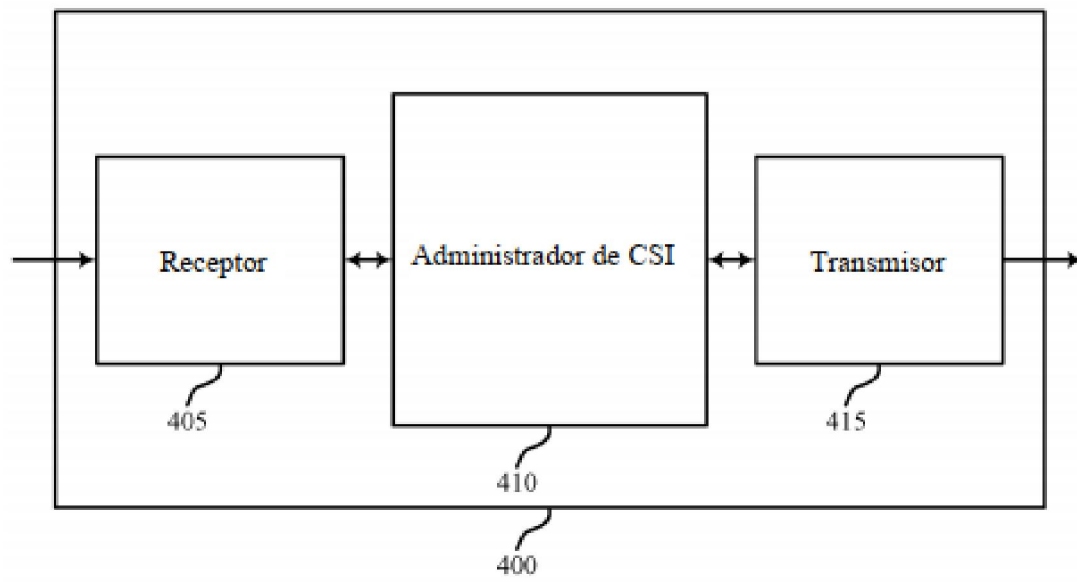 Receptor
Administrador de CSI
Transmisor
405
410
415
400